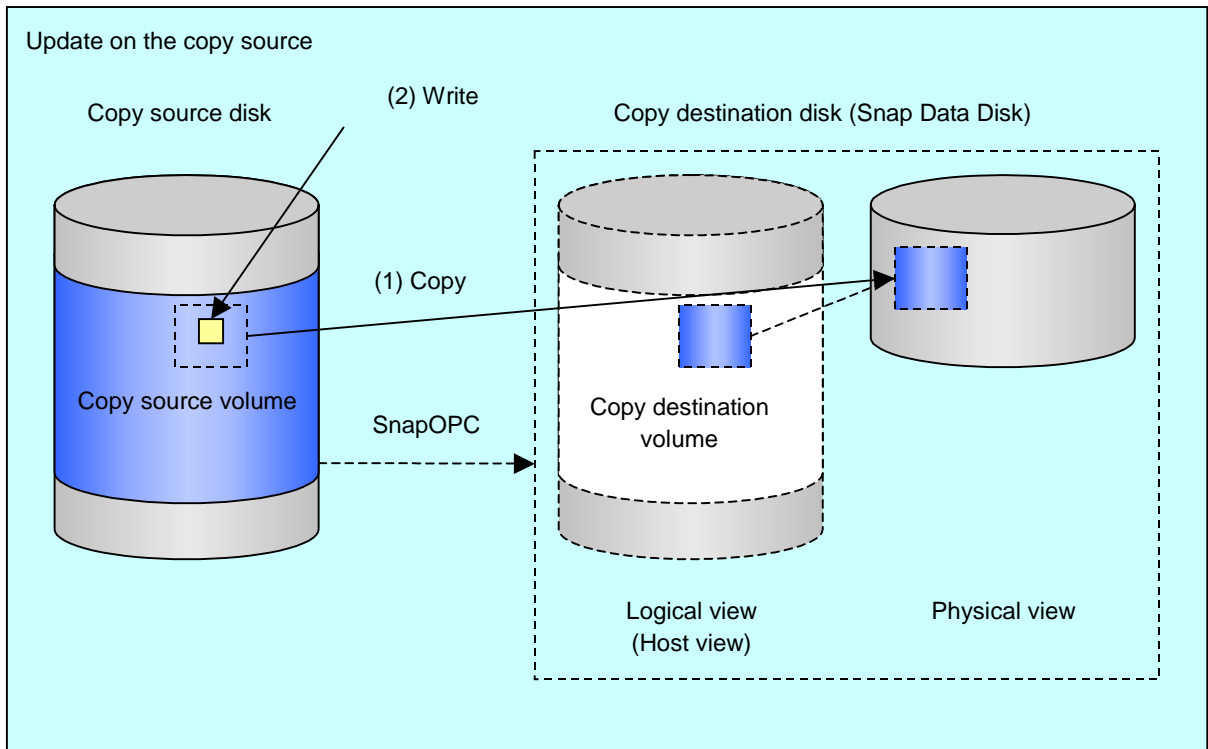 Update on the copy source
(2) Write
Copy source disk
Copy destination disk (Snap Data Disk)
(1) Copy
Copy source volume
SnapOPC
Copy destination
volume
Logical view
(Host view)
Physical view